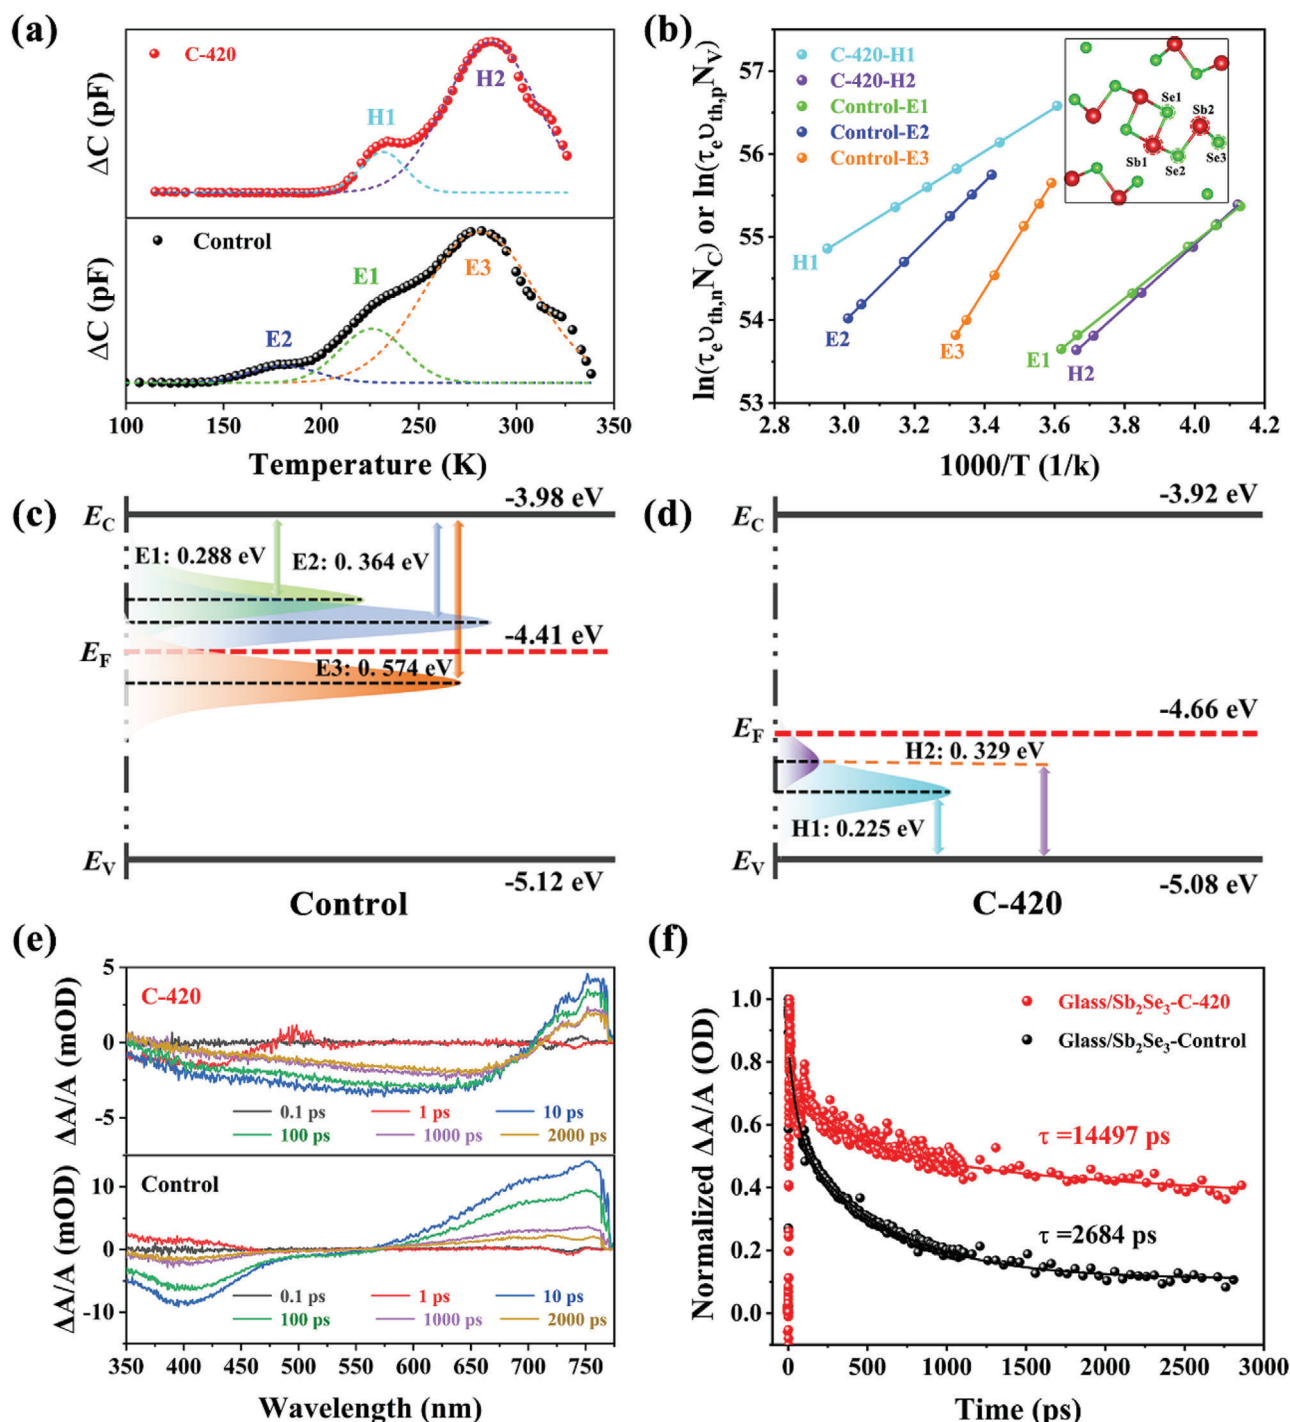 (a)
C-420
H1
H2
ΔC (pF)
Control
E1
E2
E3
ΔC (pF)
100 150 200 250 300 350
Temperature (K)
(b)
C-420-H1
C-420-H2
Control-E1
Control-E2
Control-E3
Se1
Sb2
Sb1
Se2
Se3
H1
E2
E3
E1
H2
57
56
55
54
53
ln(τₑυth,nNC) or ln(τₑυth,pNV)
2.8 3.0 3.2 3.4 3.6 3.8 4.0 4.2
1000/T (1/k)
(c)
EC
-3.98 eV
E1: 0.288 eV
E2: 0. 364 eV
-4.41 eV
EF
E3: 0. 574 eV
EV
-5.12 eV
Control
(d)
EC
-3.92 eV
-4.66 eV
EF
H2: 0. 329 eV
H1: 0.225 eV
EV
-5.08 eV
C-420
(e)
C-420
5
0
-5
ΔA/A (mOD)
0.1 ps 1 ps 10 ps
100 ps 1000 ps 2000 ps
Control
10
0
-10
ΔA/A (mOD)
0.1 ps 1 ps 10 ps
100 ps 1000 ps 2000 ps
350 400 450 500 550 600 650 700 750
Wavelength (nm)
(f)
Glass/Sb₂Se₃-C-420
Glass/Sb₂Se₃-Control
τ =14497 ps
τ =2684 ps
1.0
0.8
0.6
0.4
0.2
0.0
Normalized ΔA/A (OD)
0 500 1000 1500 2000 2500 3000
Time (ps)